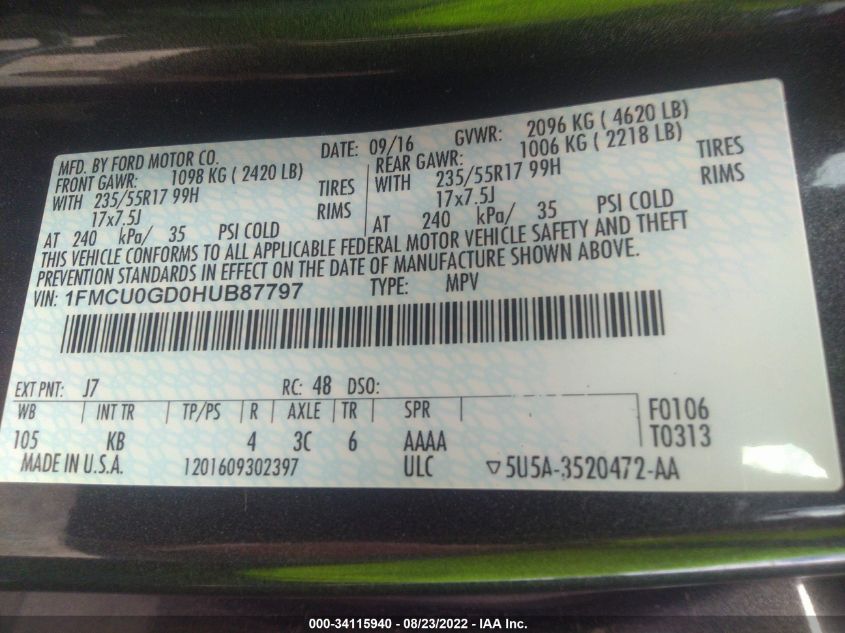 MFD. BY FORD MOTOR CO. DATE: 09/16 GVWR: 2096 KG ( 4620 LB)
FRONT GAWR: 1098 KG ( 2420 LB) REAR GAWR: 1006 KG ( 2218 LB)
WITH 235/55R17 99H TIRES WITH 235/55R17 99H TIRES
17x7.5J RIMS 17x7.5J RIMS
AT 240 kPa/ 35 PSI COLD AT 240 kPa/ 35 PSI COLD
THIS VEHICLE CONFORMS TO ALL APPLICABLE FEDERAL MOTOR VEHICLE SAFETY AND THEFT
PREVENTION STANDARDS IN EFFECT ON THE DATE OF MANUFACTURE SHOWN ABOVE.
VIN: 1FMCU0GD0HUB87797 TYPE: MPV
EXT PNT: J7 RC: 48 DSO:
WB INT TR TP/PS R AXLE TR SPR F0106
105 KB 4 3C 6 AAAA T0313
MADE IN U.S.A. 1201609302397 ULC ▽5U5A-3520472-AA
000-34115940 - 08/23/2022 - IAA Inc.